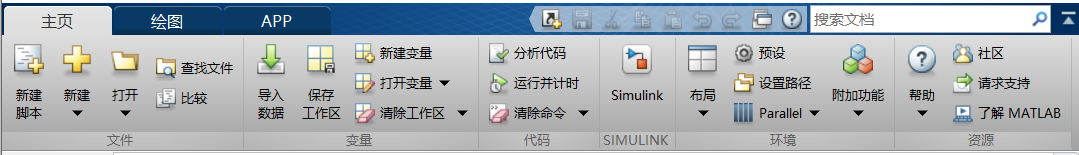 主页 绘图 APP 搜索文档
新建脚本 新建 打开 查找文件 比较
导入数据 保存工作区 新建变量 打开变量 清除工作区
分析代码 运行并计时 清除命令
Simulink
布局 预设 设置路径 Parallel 附加功能
帮助 社区 请求支持 了解 MATLAB
文件 变量 代码 SIMULINK 环境 资源